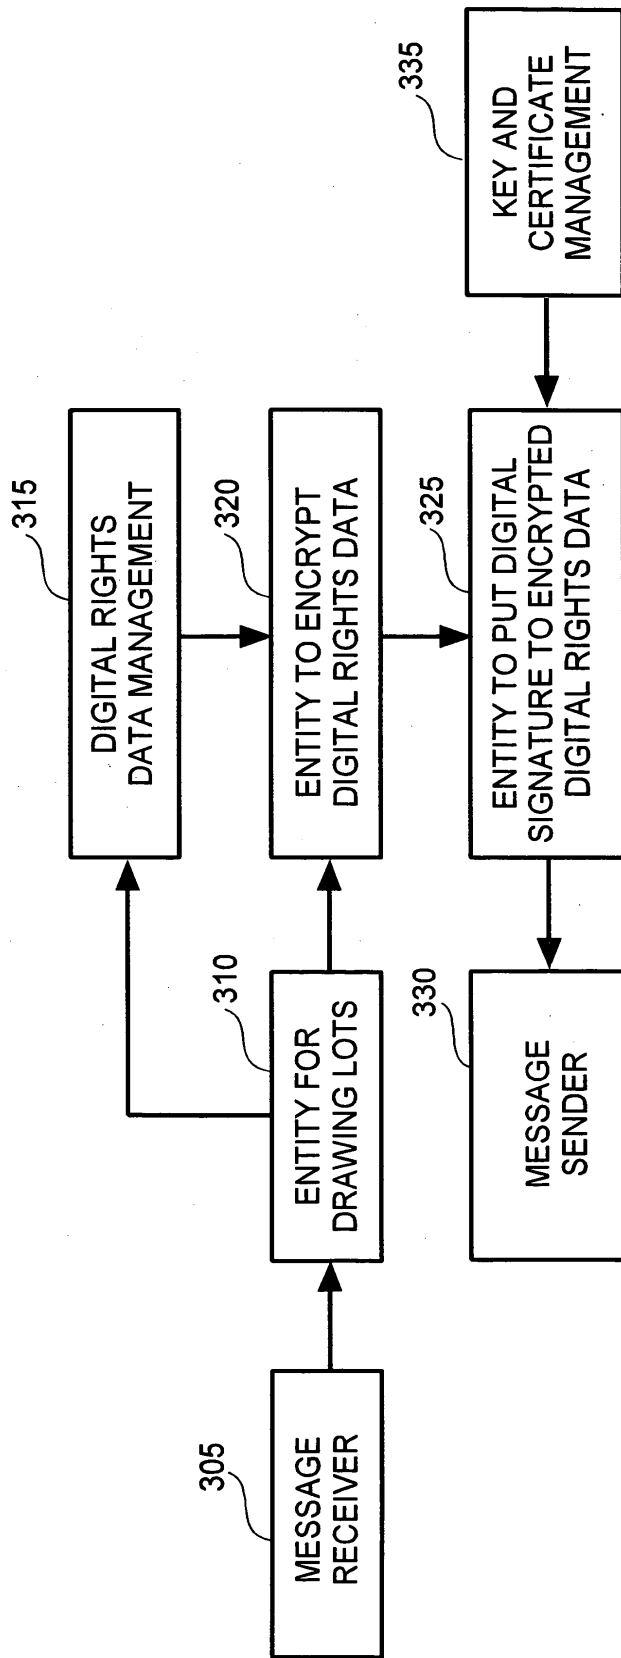 315
DIGITAL RIGHTS
DATA MANAGEMENT
305
MESSAGE
RECEIVER
310
ENTITY FOR
DRAWING LOTS
320
ENTITY TO ENCRYPT
DIGITAL RIGHTS DATA
335
KEY AND
CERTIFICATE
MANAGEMENT
330
MESSAGE
SENDER
325
ENTITY TO PUT DIGITAL
SIGNATURE TO ENCRYPTED
DIGITAL RIGHTS DATA